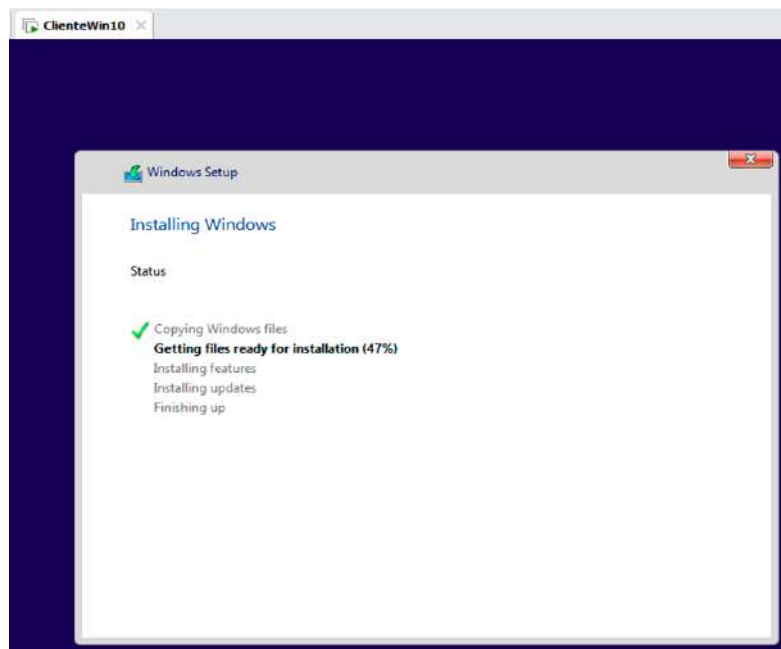 ClienteWin10
Windows Setup
Installing Windows
Status
Copying Windows files
Getting files ready for installation (47%)
Installing features
Installing updates
Finishing up